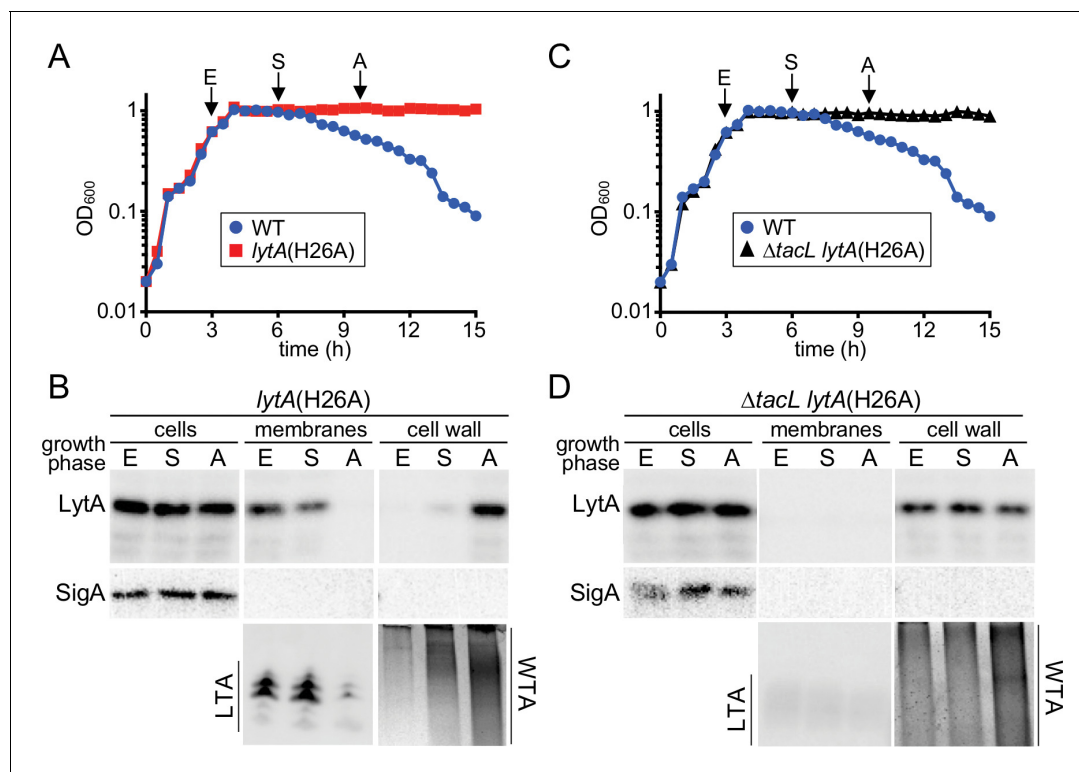 A
E
S
A
1
0.1
0.01
OD600
WT
lytA(H26A)
0 3 6 9 12 15
time (h)
B
lytA(H26A)
cells membranes cell wall
growth
phase
E S A E S A E S A
LytA
SigA
LTA
WTA
C
E
S
A
1
0.1
0.01
OD600
WT
ΔtacL lytA(H26A)
0 3 6 9 12 15
time (h)
D
ΔtacL lytA(H26A)
cells membranes cell wall
growth
phase
E S A E S A E S A
LytA
SigA
LTA
WTA